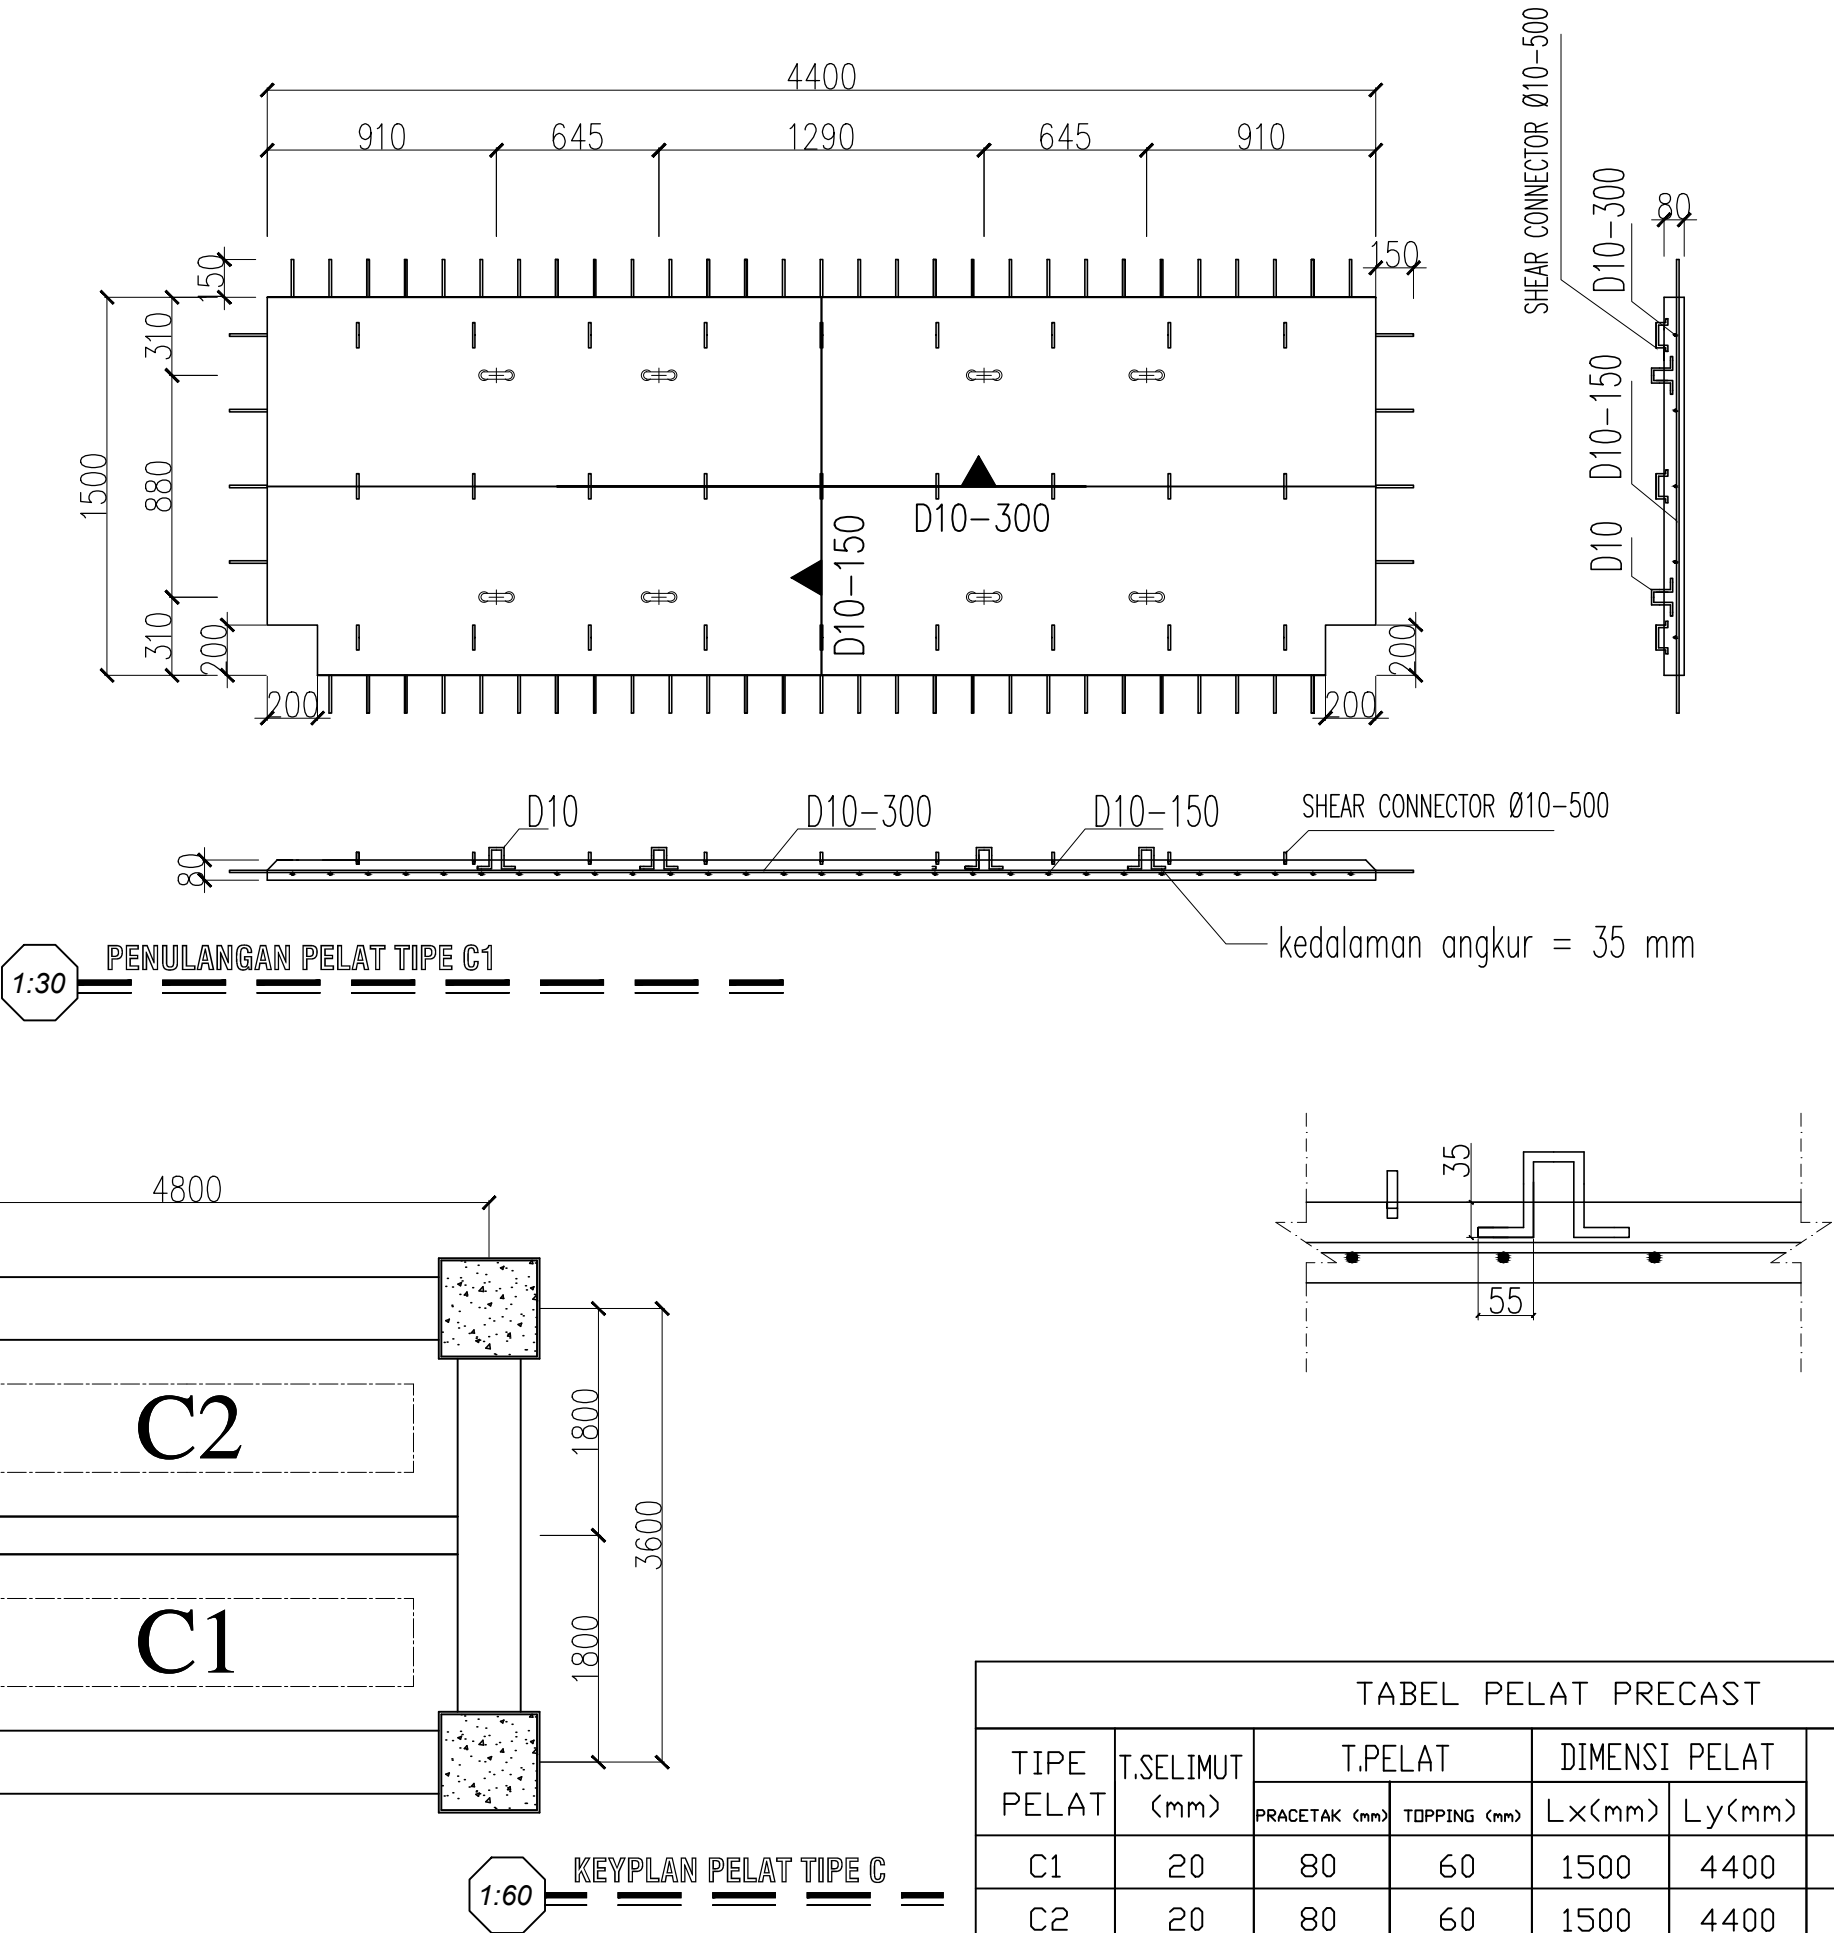 4400
910 645 1290 645 910
150
150
310
880
310
1500
200
200
200
200
D10-300
D10-150
SHEAR CONNECTOR Ø10-500
D10-300
80
D10-150
D10
D10 D10-300 D10-150 SHEAR CONNECTOR Ø10-500
80
kedalaman angkur = 35 mm
1:30 PENULANGAN PELAT TIPE C1
35
55
4800
C2
C1
1800
1800
3600
1:60 KEYPLAN PELAT TIPE C
TABEL PELAT PRECAST
TIPE PELAT T.SELIMUT (mm) T.PELAT DIMENSI PELAT
PRACETAK (mm) TOPPING (mm) Lx(mm) Ly(mm)
C1 20 80 60 1500 4400
C2 20 80 60 1500 4400